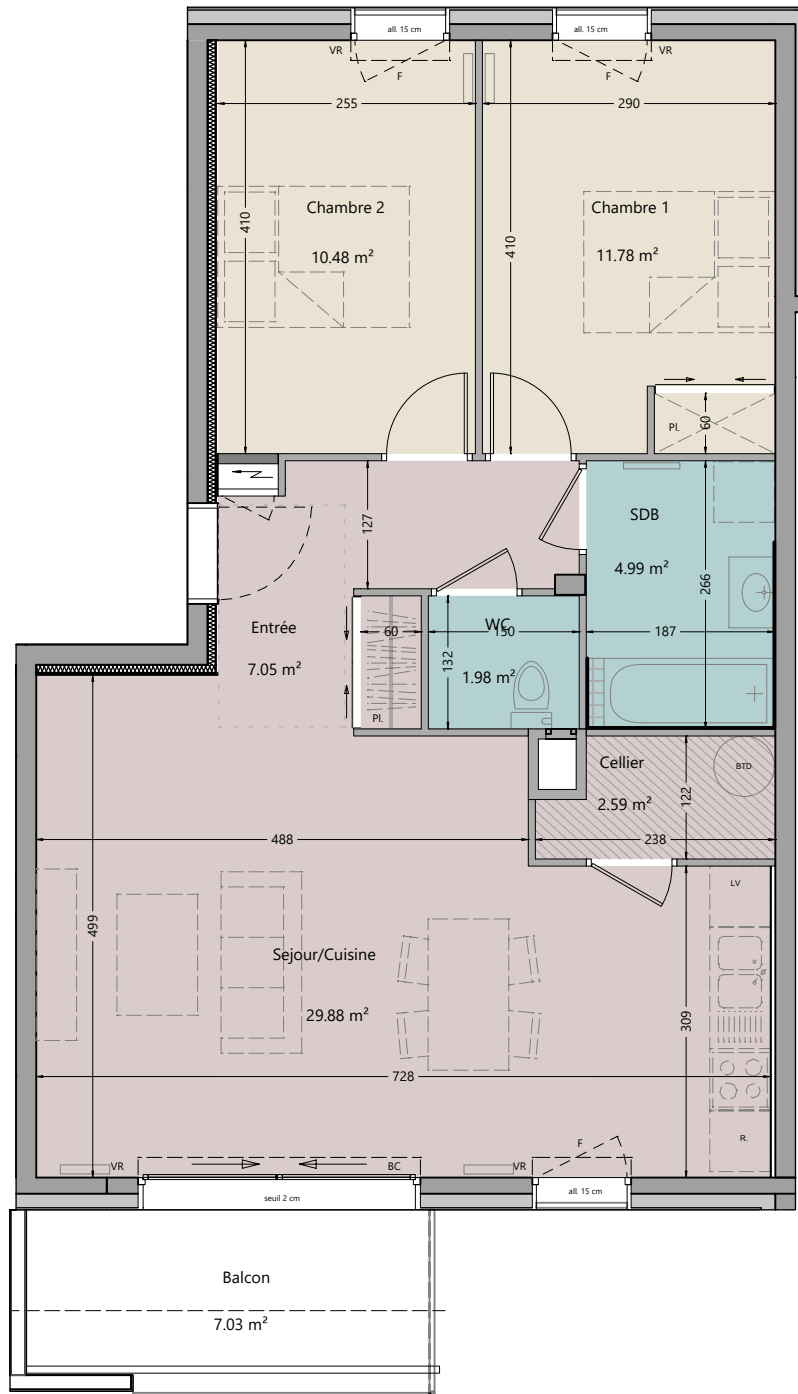 all. 15 cm
all. 15 cm
VR
F
F
VR
255
290
Chambre 2
Chambre 1
410
10.48 m²
410
11.78 m²
Pl.
60
SDB
127
4.99 m²
266
Entrée
60
WC
150
187
7.05 m²
132
1.98 m²
Pl.
Cellier
BTD
2.59 m²
122
488
238
LV
499
Sejour/Cuisine
29.88 m²
309
728
R.
F
VR
BC
VR
seuil 2 cm
all. 15 cm
Balcon
7.03 m²